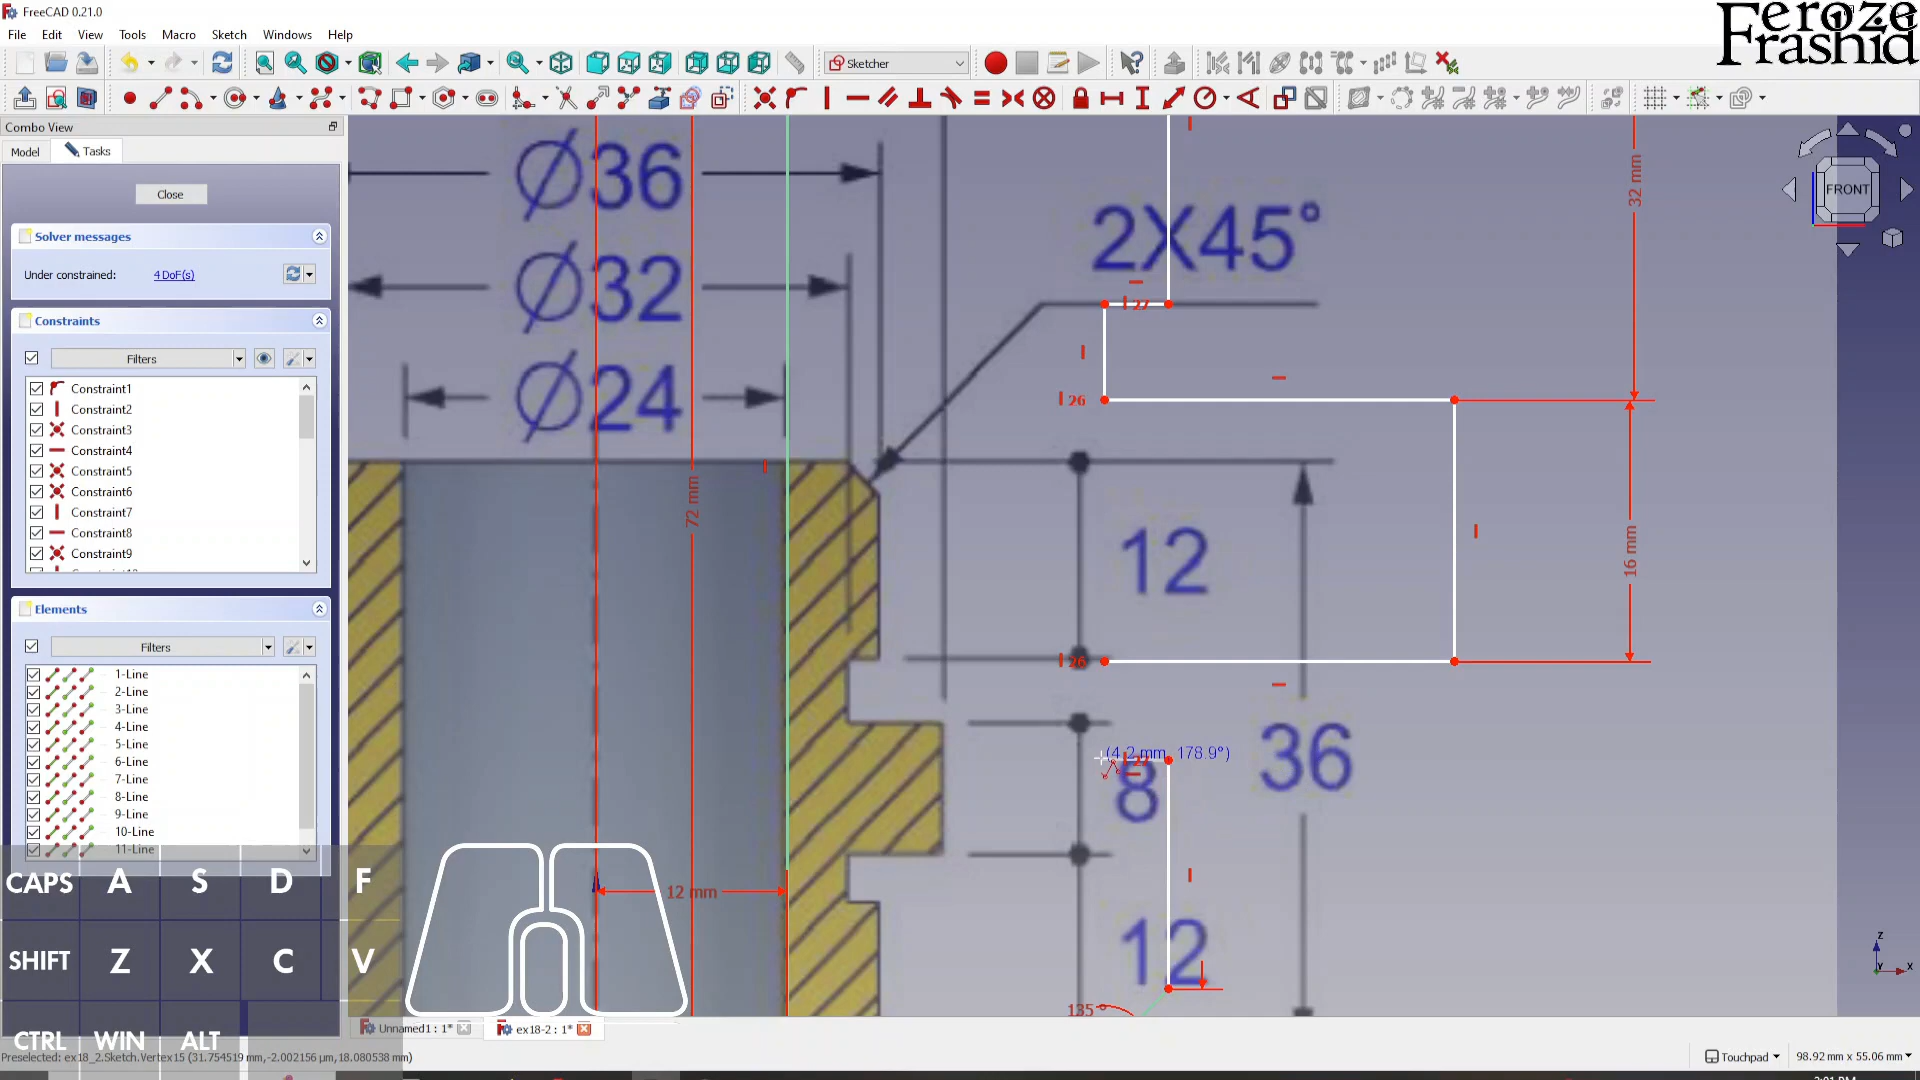 FreeCAD 0.21.0
Feroze
Frashid
File Edit View Tools Macro Sketch Windows Help
Sketcher
Combo View
Model Tasks
Close
Solver messages
Under constrained: 4 DoF(s)
Constraints
Filters
Constraint1
Constraint2
Constraint3
Constraint4
Constraint5
Constraint6
Constraint7
Constraint8
Constraint9
Elements
Filters
1-Line
2-Line
3-Line
4-Line
5-Line
6-Line
7-Line
8-Line
9-Line
10-Line
11-Line
CAPS A S D F
SHIFT Z X C V
CTRL WIN ALT
Ø36
Ø32
Ø24
2X45°
27
26
26
27
12
8
12
36
(4.2 mm, 178.9°)
72 mm
12 mm
32 mm
16 mm
135 °
FRONT
Z
Y X
Unnamed1 : 1*
ex18-2 : 1*
Preselected: ex18_2.Sketch.Vertex15 (31.754519 mm,-2.002156 µm,18.080538 mm)
Touchpad
98.92 mm x 55.06 mm